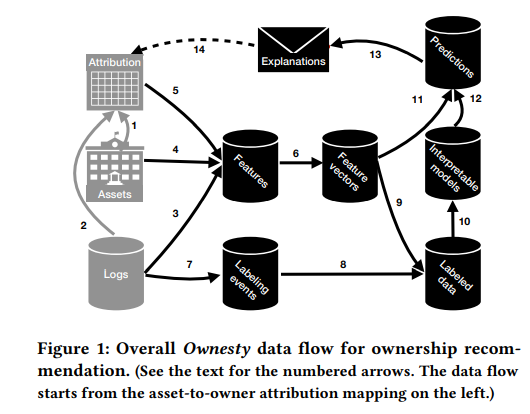 14
Attribution
Explanations
13
Predictions
5
11
12
1
4
6
Features
Feature
vectors
Interpretable
models
Assets
3
9
2
10
Logs
7
Labeling
events
8
Labeled
data
Figure 1: Overall Ownesty data flow for ownership recom-
mendation. (See the text for the numbered arrows. The data flow
starts from the asset-to-owner attribution mapping on the left.)